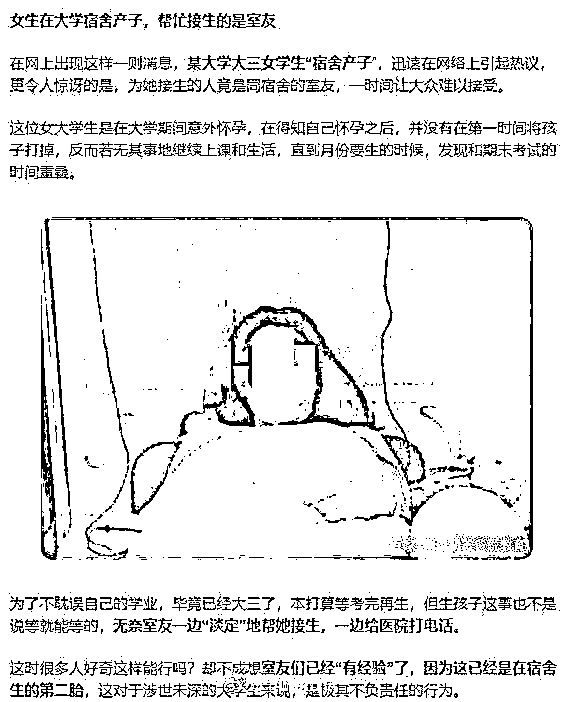 女生在大学宿舍产子，帮忙接生的是室友
在网上出现这样一则消息，某大学大三女学生“宿舍产子”，迅速在网络上引起热议，
更令人惊讶的是，为她接生的人竟是同宿舍的室友，一时间让大众难以接受。
这位女大学生是在大学期间意外怀孕，在得知自己怀孕之后，并没有在第一时间将孩
子打掉，反而若无其事地继续上课和生活，直到月份要生的时候，发现和期末考试的
时间重叠。
为了不耽误自己的学业，毕竟已经大三了，本打算等考完再生，但生孩子这事也不是
说等就能等的，无奈室友一边“淡定”地帮她接生，一边给医院打电话。
这时很多人好奇这样能行吗？却不成想室友们已经“有经验”了，因为这已经是在宿舍
生的第二胎，这对于涉世未深的大学生来说，是极其不负责任的行为。